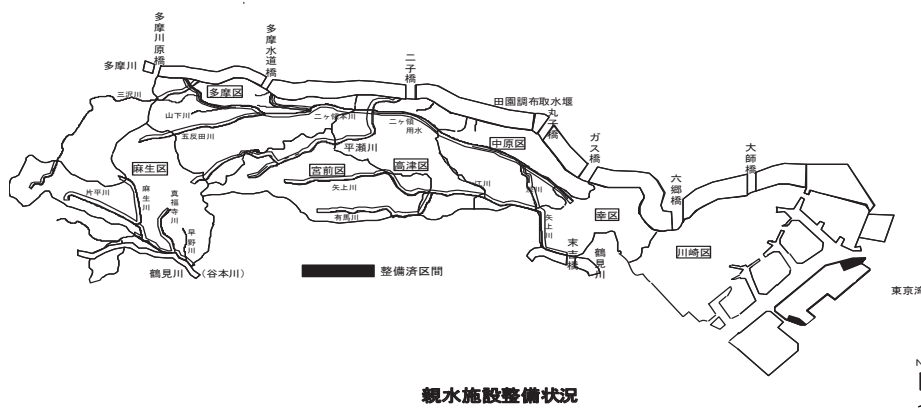 多摩川原橋
多摩水道橋
多摩川
二子橋
田園調布取水堰
丸子橋
ガス橋
六郷橋
大師橋
三沢川
多摩区
山下川
二ヶ領本川
二ヶ領用水
五反田川
平瀬川
中原区
麻生区
宮前区
高津区
片平川
麻生川
真福寺川
早野川
矢上川
江川
有馬川
矢上川
幸区
川崎区
末吉橋
鶴見川
鶴見川
(谷本川)
整備済区間
東京湾
親水施設整備状況